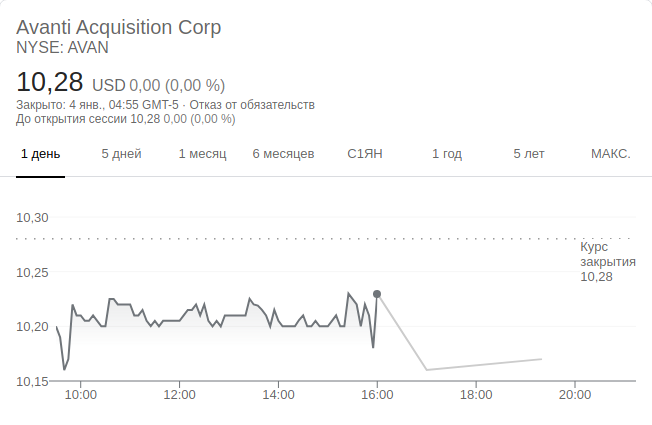 Avanti Acquisition Corp
NYSE: AVAN
10,28 USD 0,00 (0,00 %)
Закрыто: 4 янв., 04:55 GMT-5 · Отказ от обязательств
До открытия сессии 10,28 0,00 (0,00 %)
1 день 5 дней 1 месяц 6 месяцев С1ЯН 1 год 5 лет МАКС.
10,30
Курс
закрытия
10,28
10,25
10,20
10,15
10:00 12:00 14:00 16:00 18:00 20:00